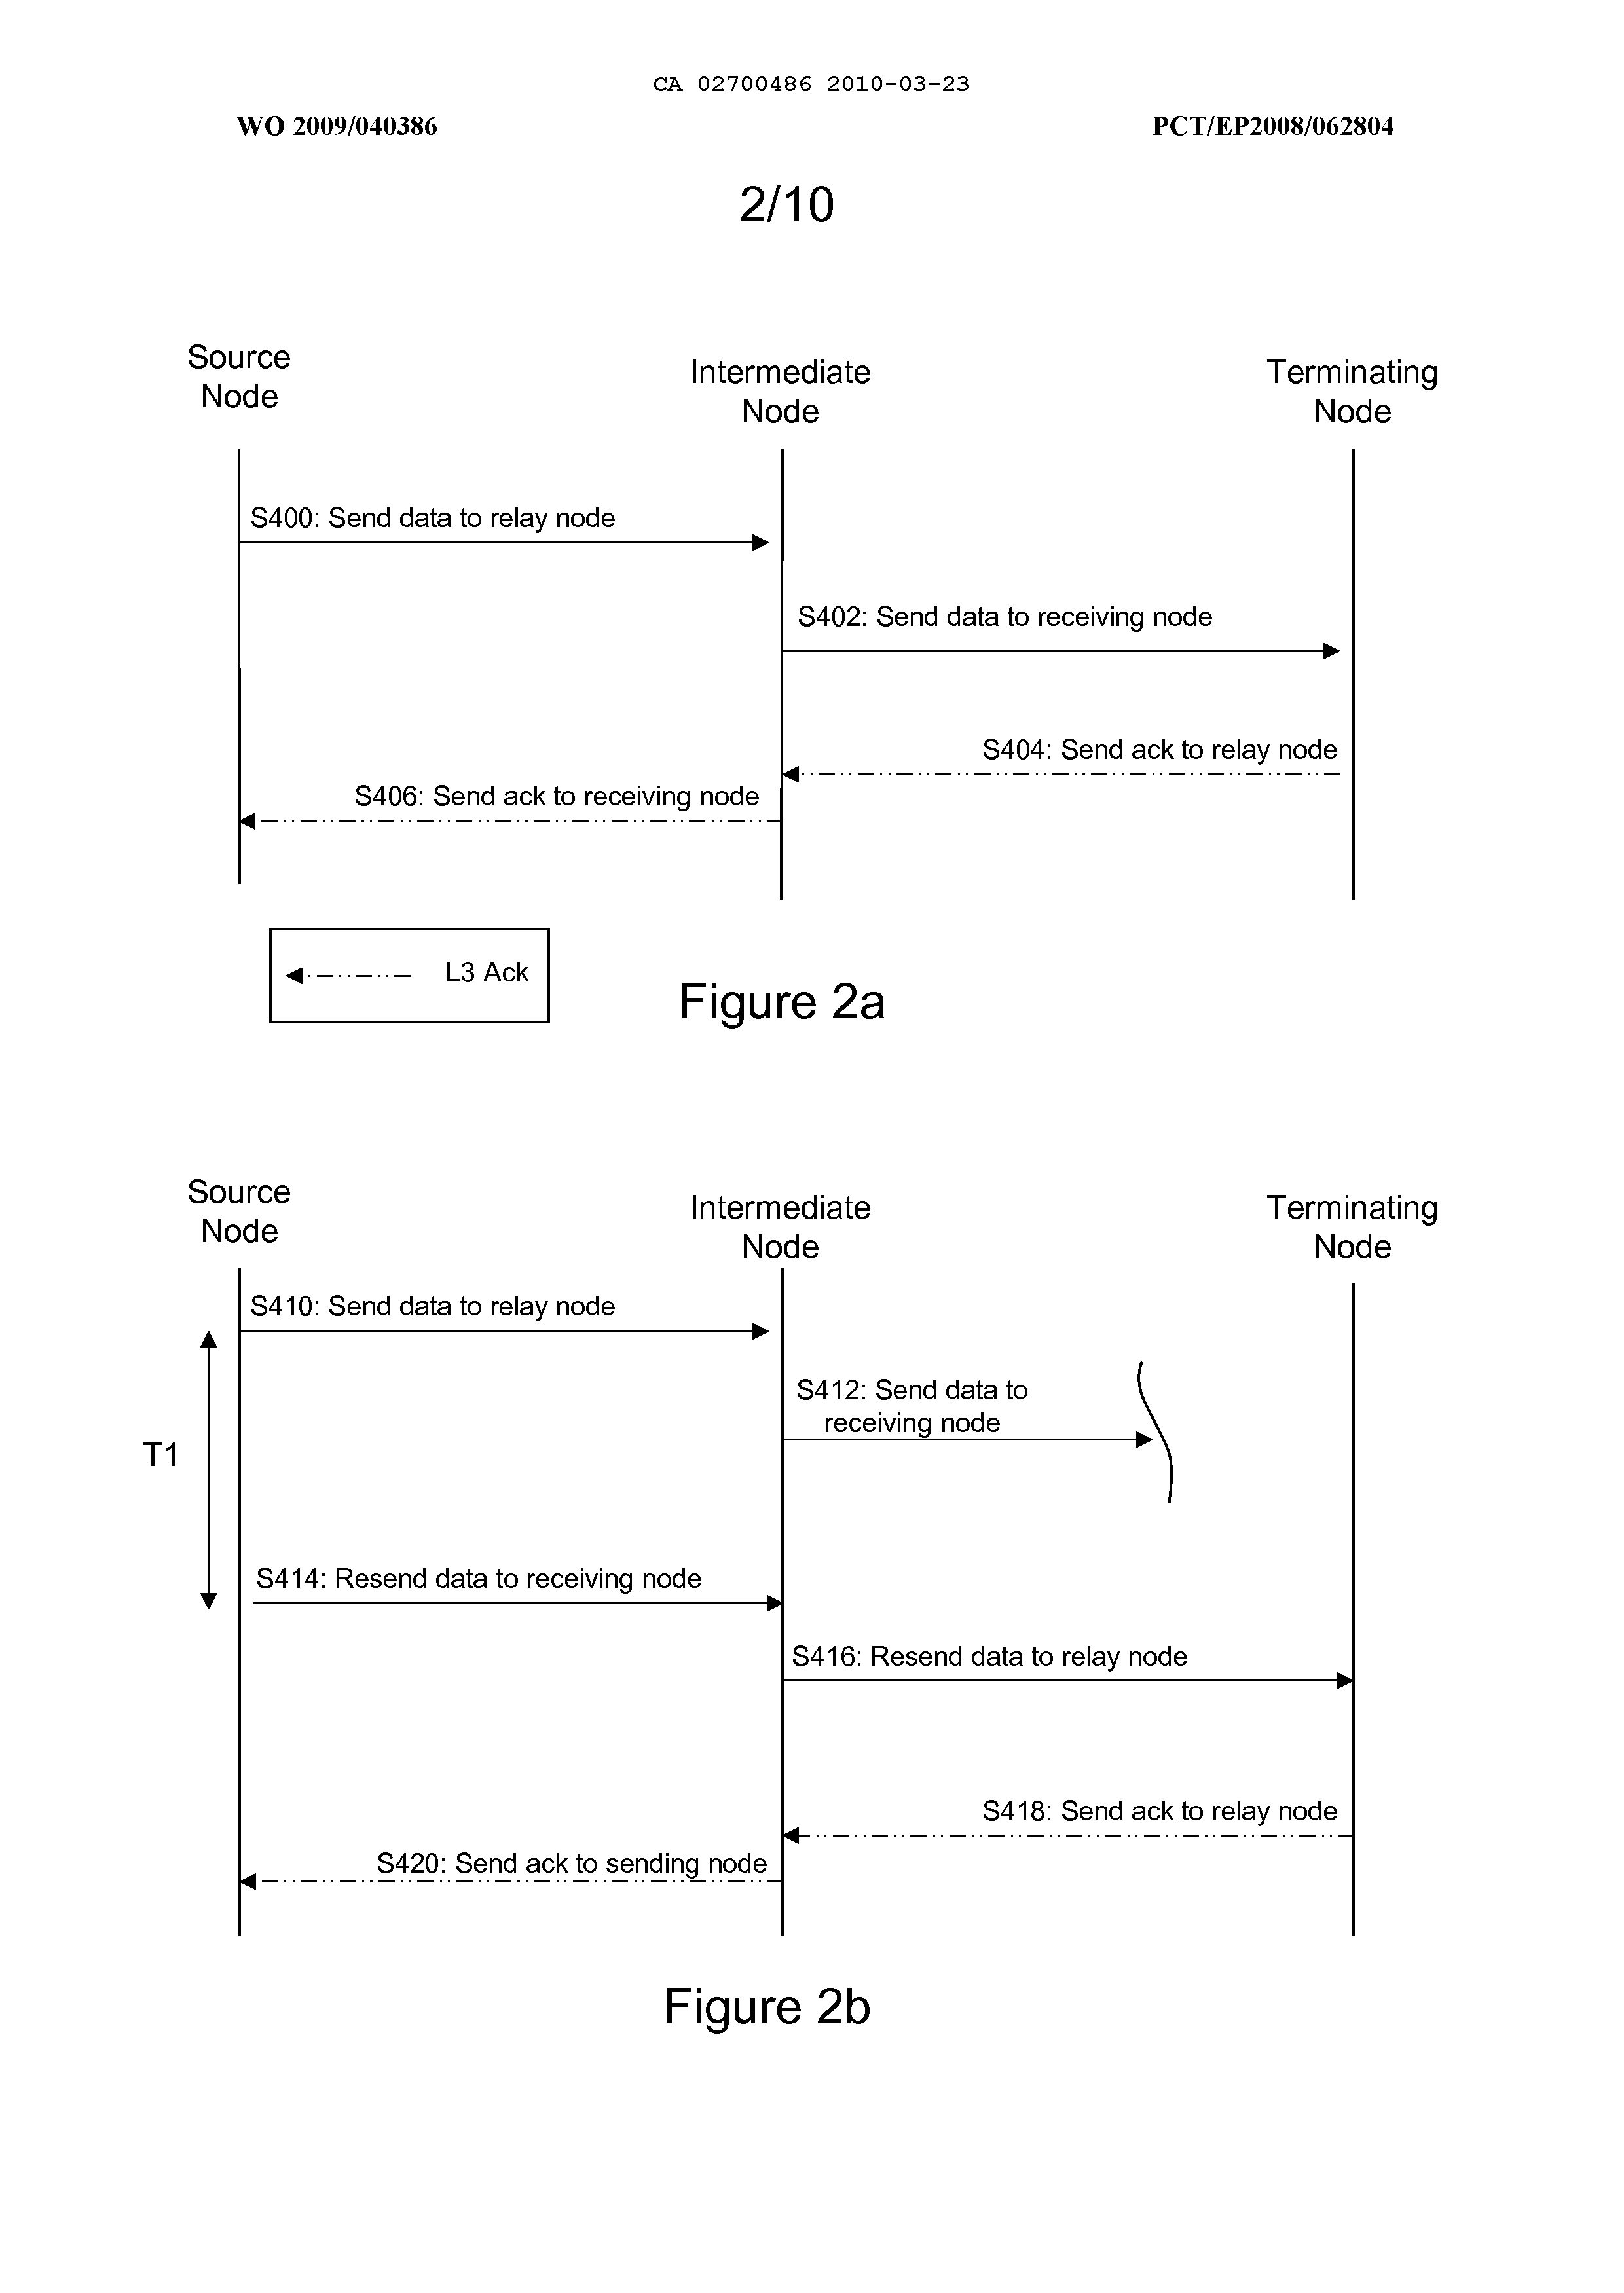 CA 02700486 2010-03-23
WO 2009/040386
PCT/EP2008/062804
2/10
Source
Node
Intermediate
Node
Terminating
Node
S400: Send data to relay node
S402: Send data to receiving node
S404: Send ack to relay node
S406: Send ack to receiving node
L3 Ack
Figure 2a
Source
Node
Intermediate
Node
Terminating
Node
S410: Send data to relay node
S412: Send data to
receiving node
T1
S414: Resend data to receiving node
S416: Resend data to relay node
S418: Send ack to relay node
S420: Send ack to sending node
Figure 2b